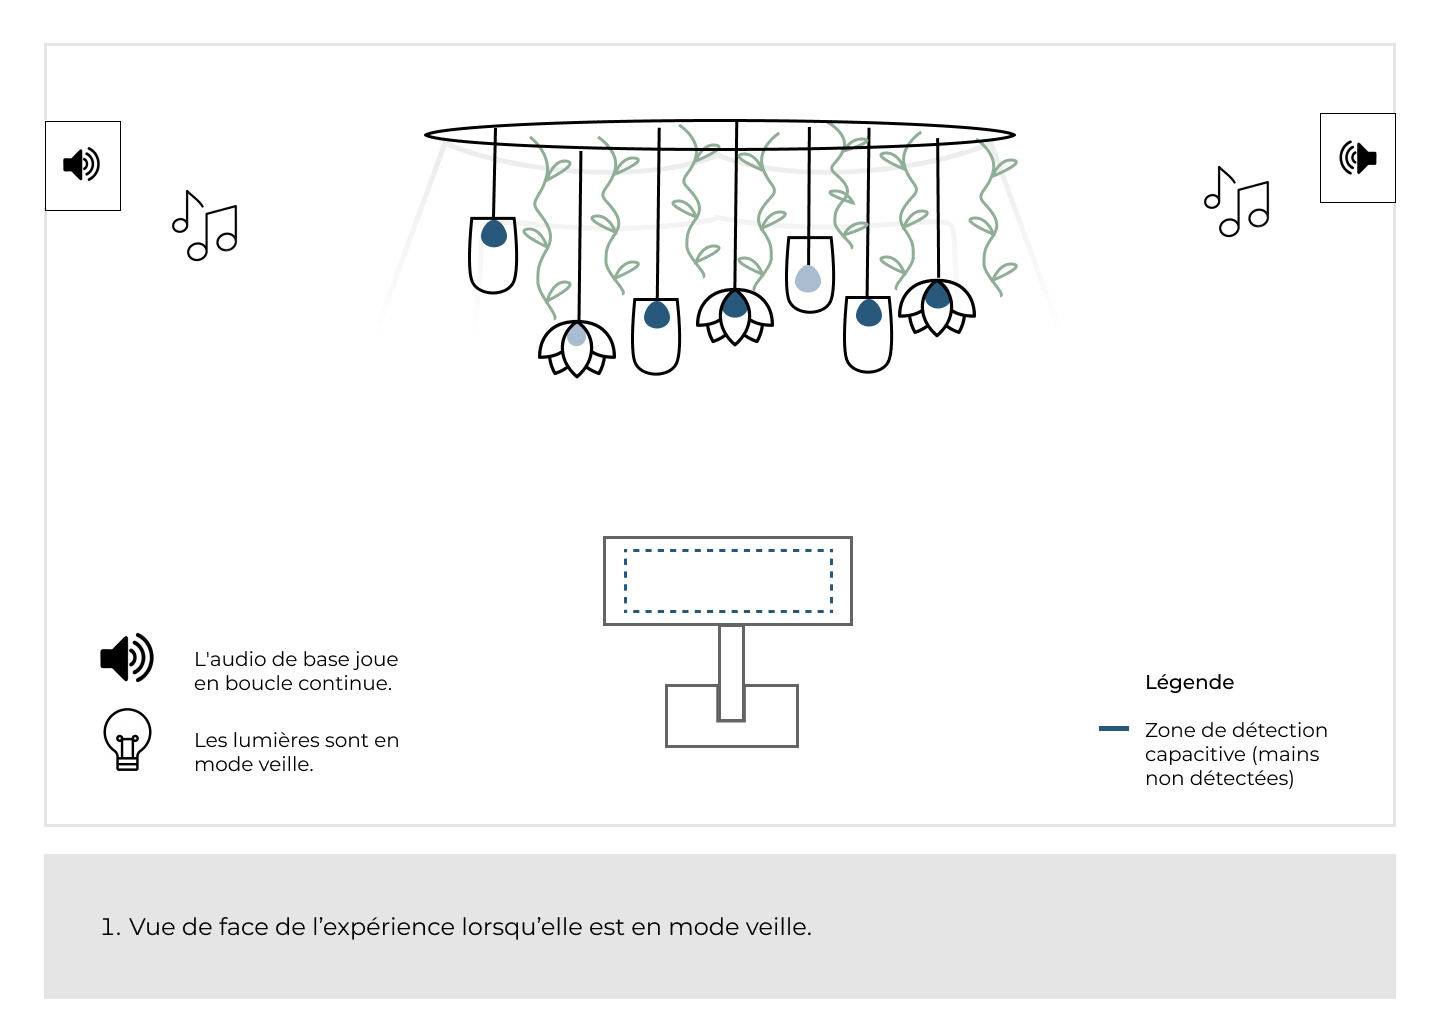 L'audio de base joue
en boucle continue.
Les lumières sont en
mode veille.
Légende
Zone de détection
capacitive (mains
non détectées)
1. Vue de face de l’expérience lorsqu’elle est en mode veille.